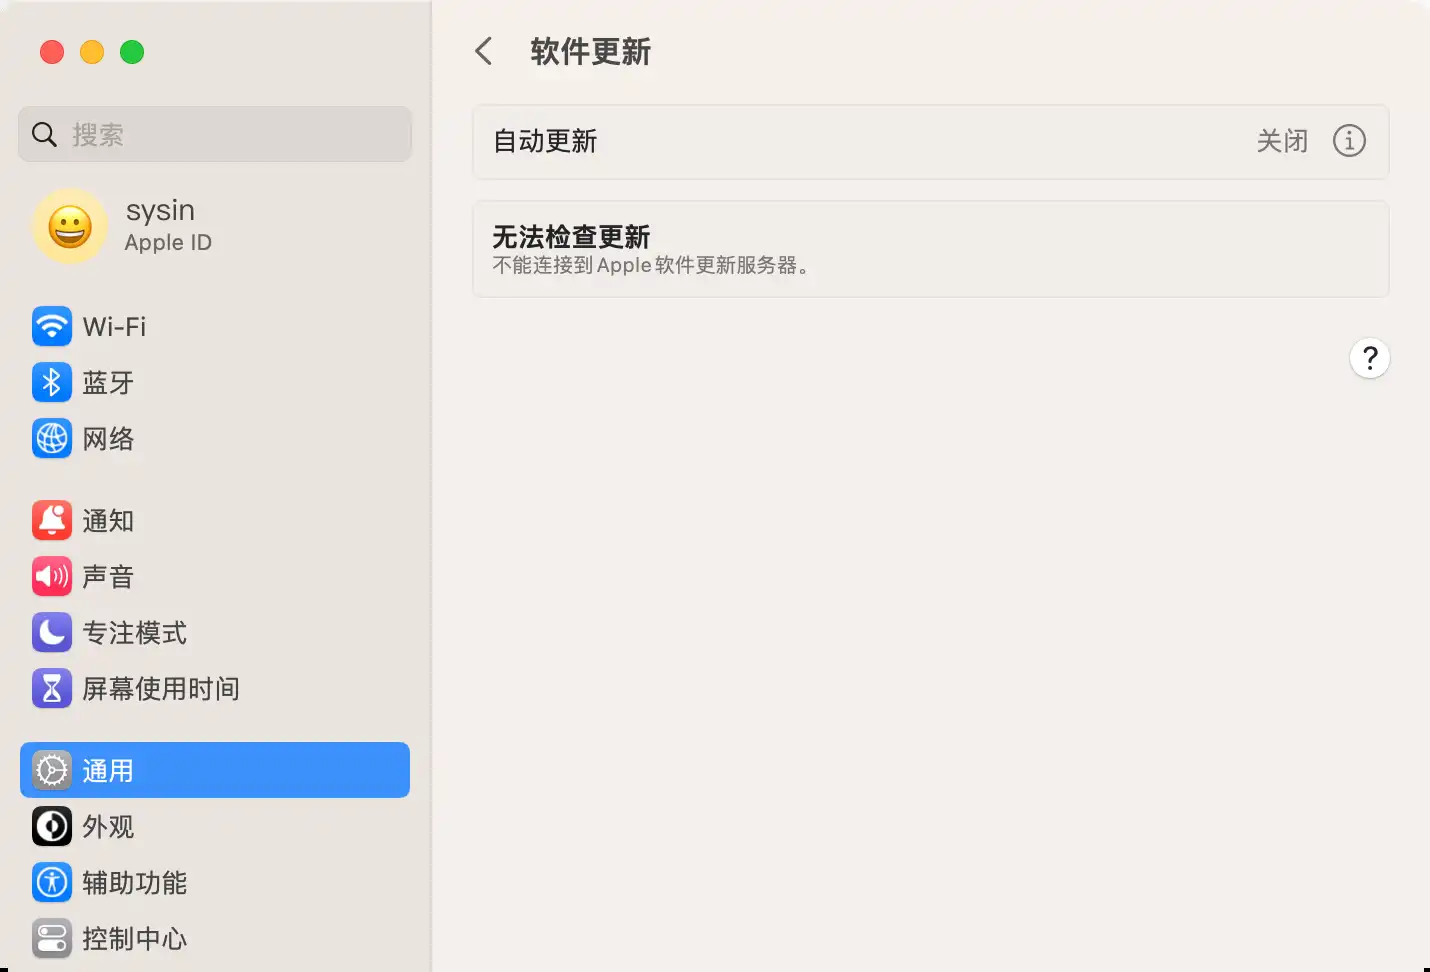 搜索
sysin
Apple ID
Wi-Fi
蓝牙
网络
通知
声音
专注模式
屏幕使用时间
通用
外观
辅助功能
控制中心
软件更新
自动更新 关闭
无法检查更新
不能连接到Apple软件更新服务器。
?